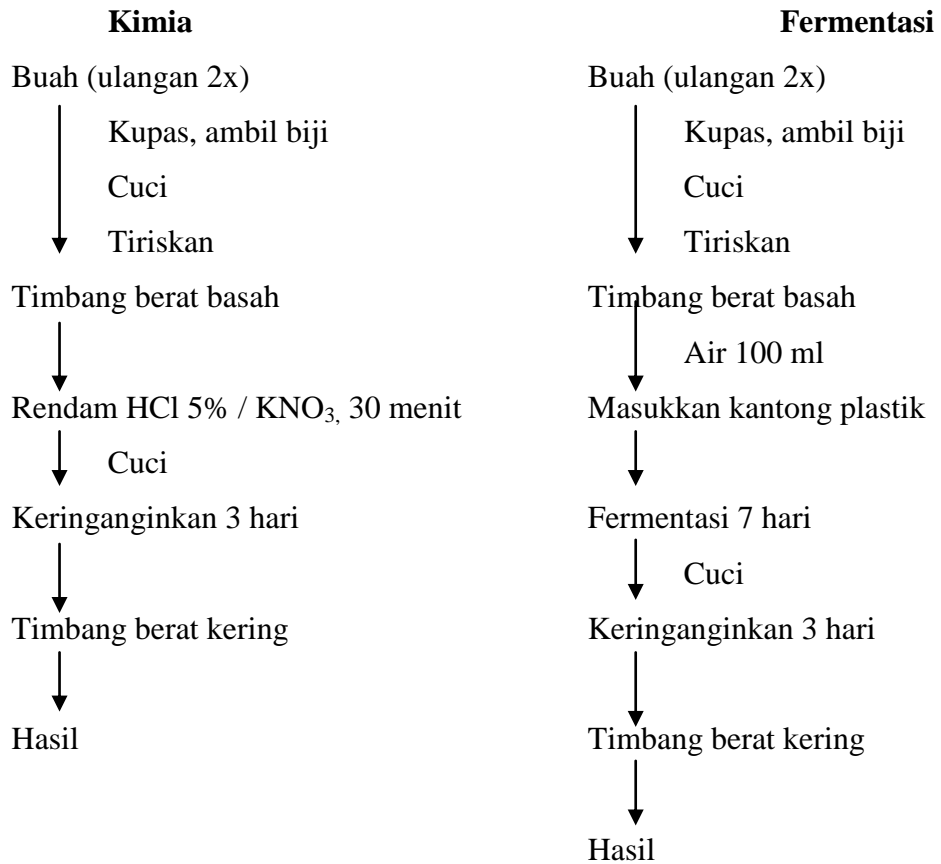 Kimia
Buah (ulangan 2x)
Kupas, ambil biji
Cuci
Tiriskan
Timbang berat basah
Rendam HCl 5% / KNO₃, 30 menit
Cuci
Keringanginkan 3 hari
Timbang berat kering
Hasil
Fermentasi
Buah (ulangan 2x)
Kupas, ambil biji
Cuci
Tiriskan
Timbang berat basah
Air 100 ml
Masukkan kantong plastik
Fermentasi 7 hari
Cuci
Keringanginkan 3 hari
Timbang berat kering
Hasil